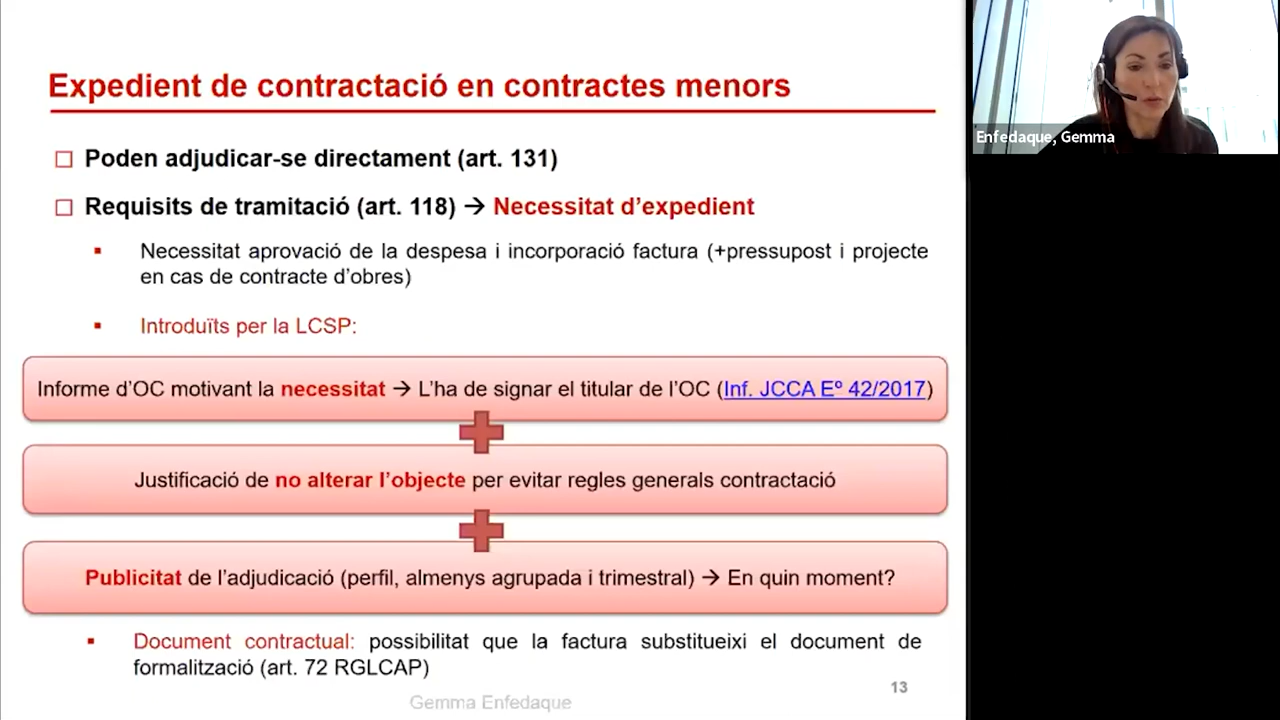 Expedient de contractació en contractes menors
Poden adjudicar-se directament (art. 131)
Requisits de tramitació (art. 118) → Necessitat d’expedient
Necessitat aprovació de la despesa i incorporació factura (+pressupost i projecte
en cas de contracte d’obres)
Introduïts per la LCSP:
Informe d’OC motivant la necessitat → L’ha de signar el titular de l’OC (Inf. JCCA Eº 42/2017)
Justificació de no alterar l’objecte per evitar regles generals contractació
Publicitat de l’adjudicació (perfil, almenys agrupada i trimestral) → En quin moment?
Document contractual: possibilitat que la factura substitueixi el document de
formalització (art. 72 RGLCAP)
Gemma Enfedaque
13
Enfedaque, Gemma